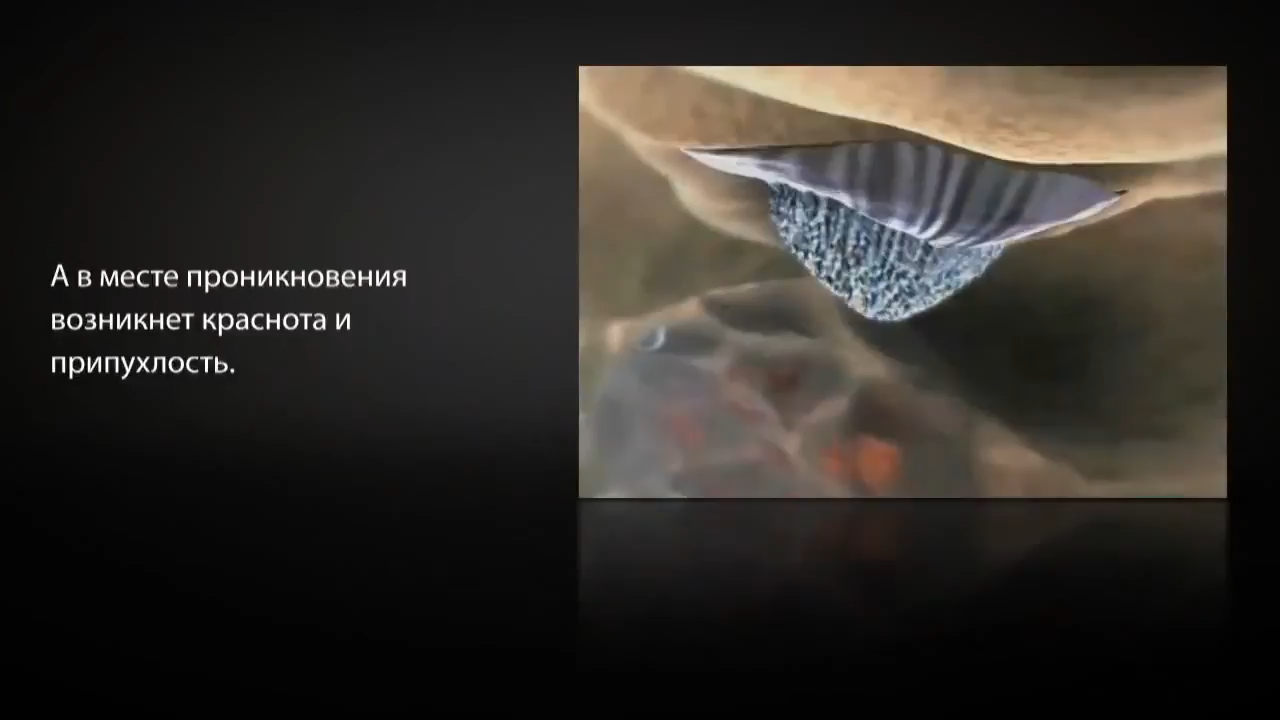 А в месте проникновения
возникнет краснота и
припухлость.